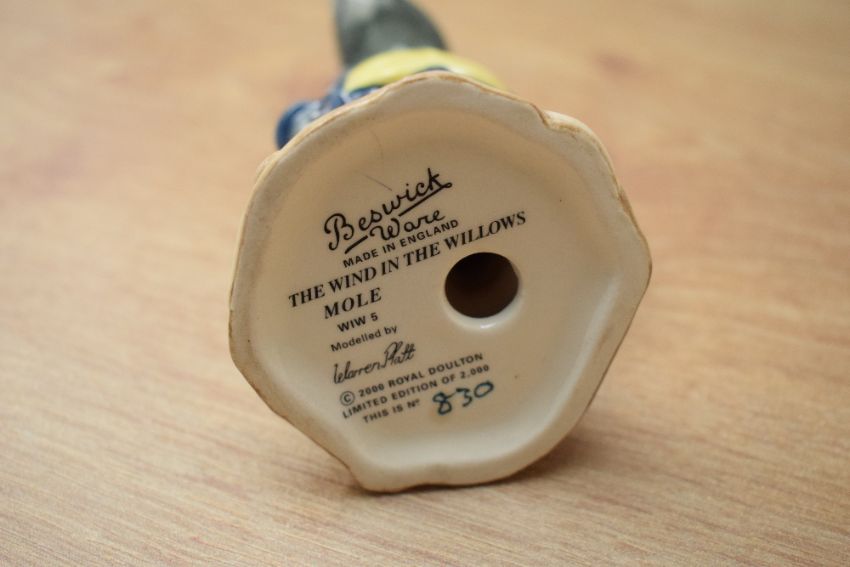 Beswick
Ware
MADE IN ENGLAND
THE WIND IN THE WILLOWS
MOLE
WIW 5
Modelled by
Warren Platt
© 2000 ROYAL DOULTON
LIMITED EDITION OF 2,000
THIS IS Nº 830